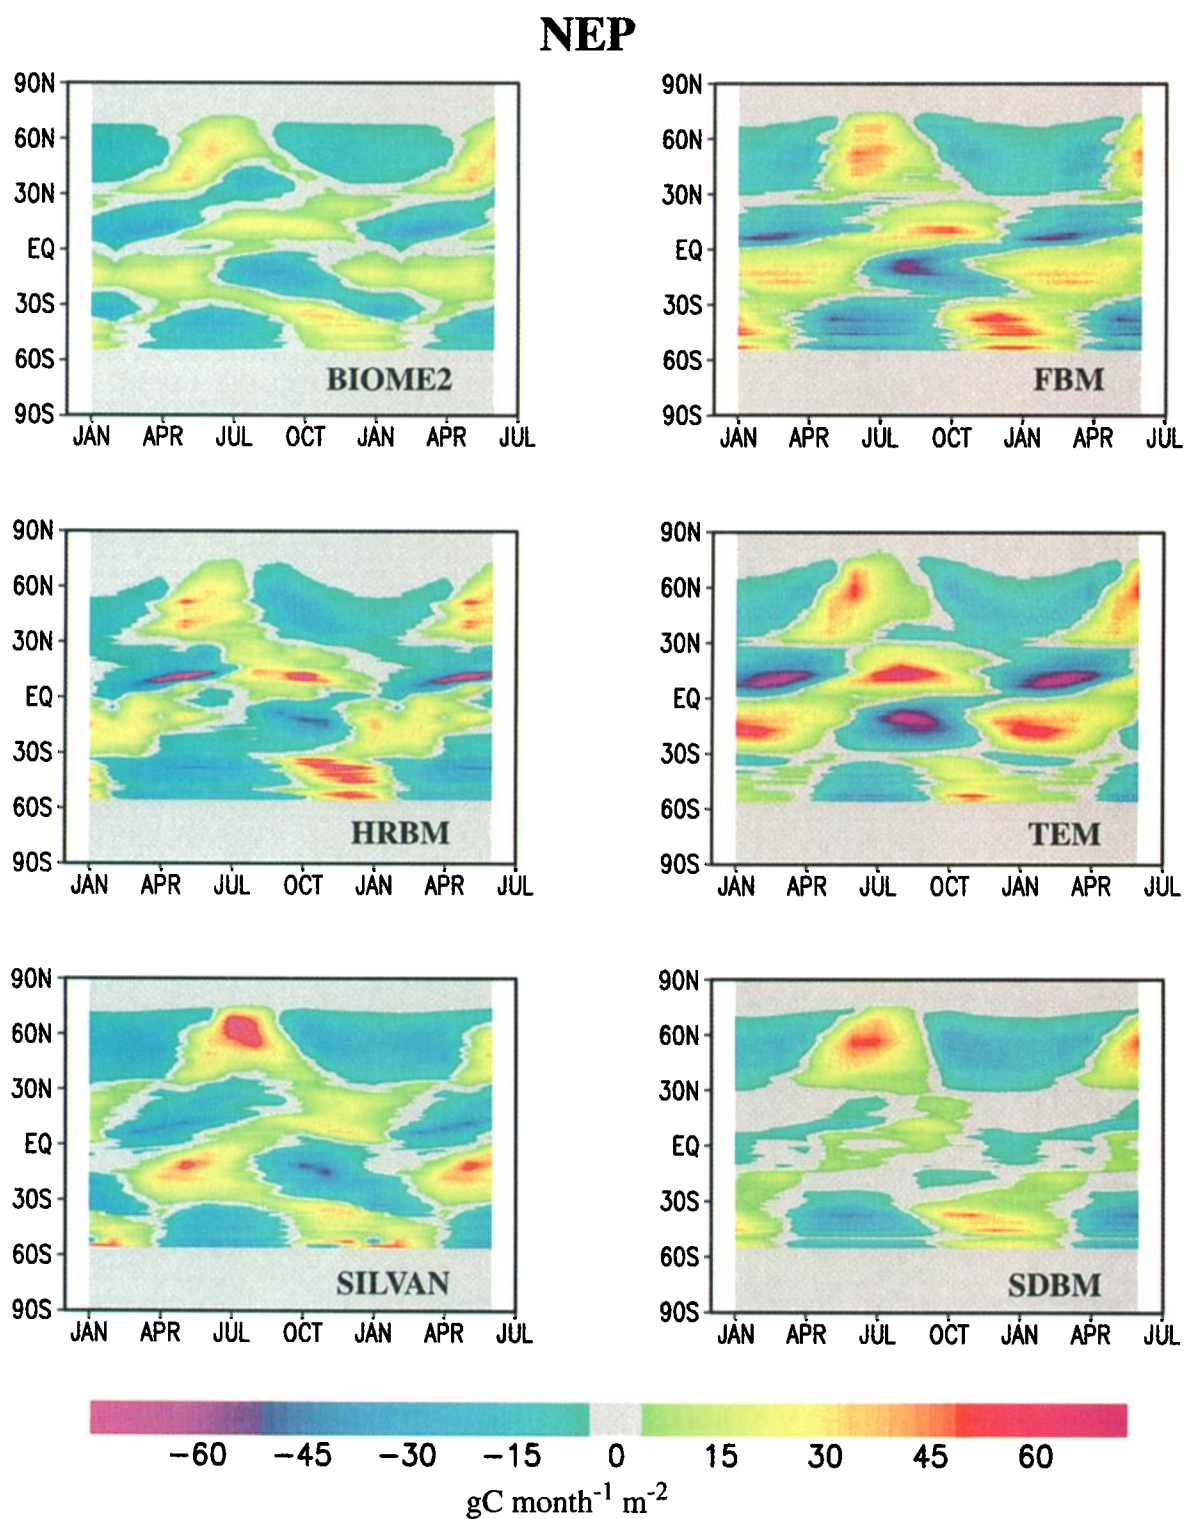 NEP
90N
60N
30N
EQ
30S
60S
90S
BIOME2
JAN APR JUL OCT JAN APR JUL
90N
60N
30N
EQ
30S
60S
90S
FBM
JAN APR JUL OCT JAN APR JUL
90N
60N
30N
EQ
30S
60S
90S
HRBM
JAN APR JUL OCT JAN APR JUL
90N
60N
30N
EQ
30S
60S
90S
TEM
JAN APR JUL OCT JAN APR JUL
90N
60N
30N
EQ
30S
60S
90S
SILVAN
JAN APR JUL OCT JAN APR JUL
90N
60N
30N
EQ
30S
60S
90S
SDBM
JAN APR JUL OCT JAN APR JUL
−60 −45 −30 −15 0 15 30 45 60
gC month⁻¹ m⁻²